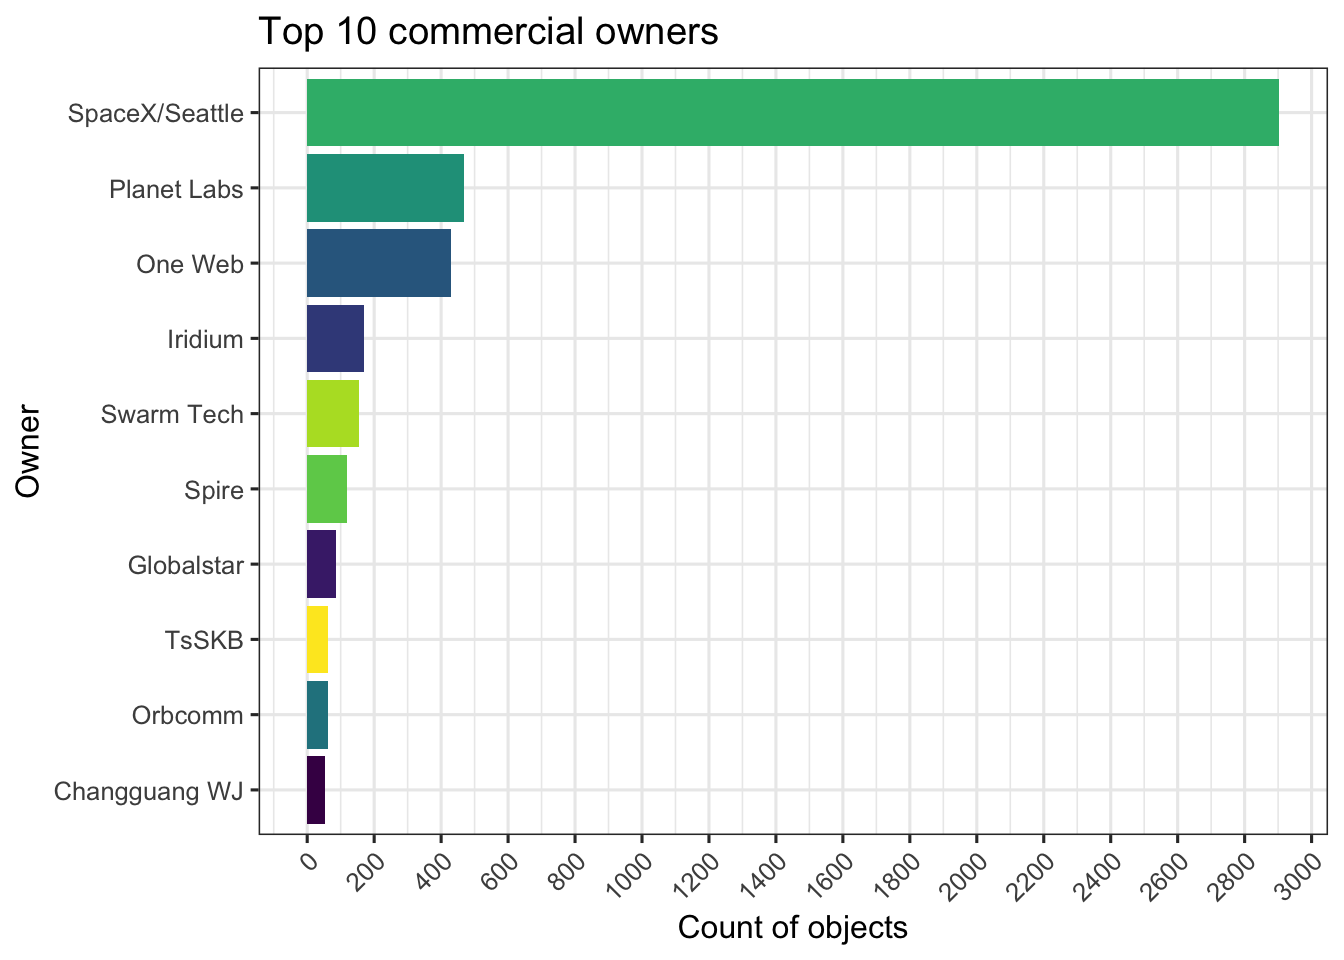 Top 10 commercial owners
SpaceX/Seattle
Planet Labs
One Web
Iridium
Swarm Tech
Spire
Globalstar
TsSKB
Orbcomm
Changguang WJ
Owner
0 200 400 600 800 1000 1200 1400 1600 1800 2000 2200 2400 2600 2800 3000
Count of objects